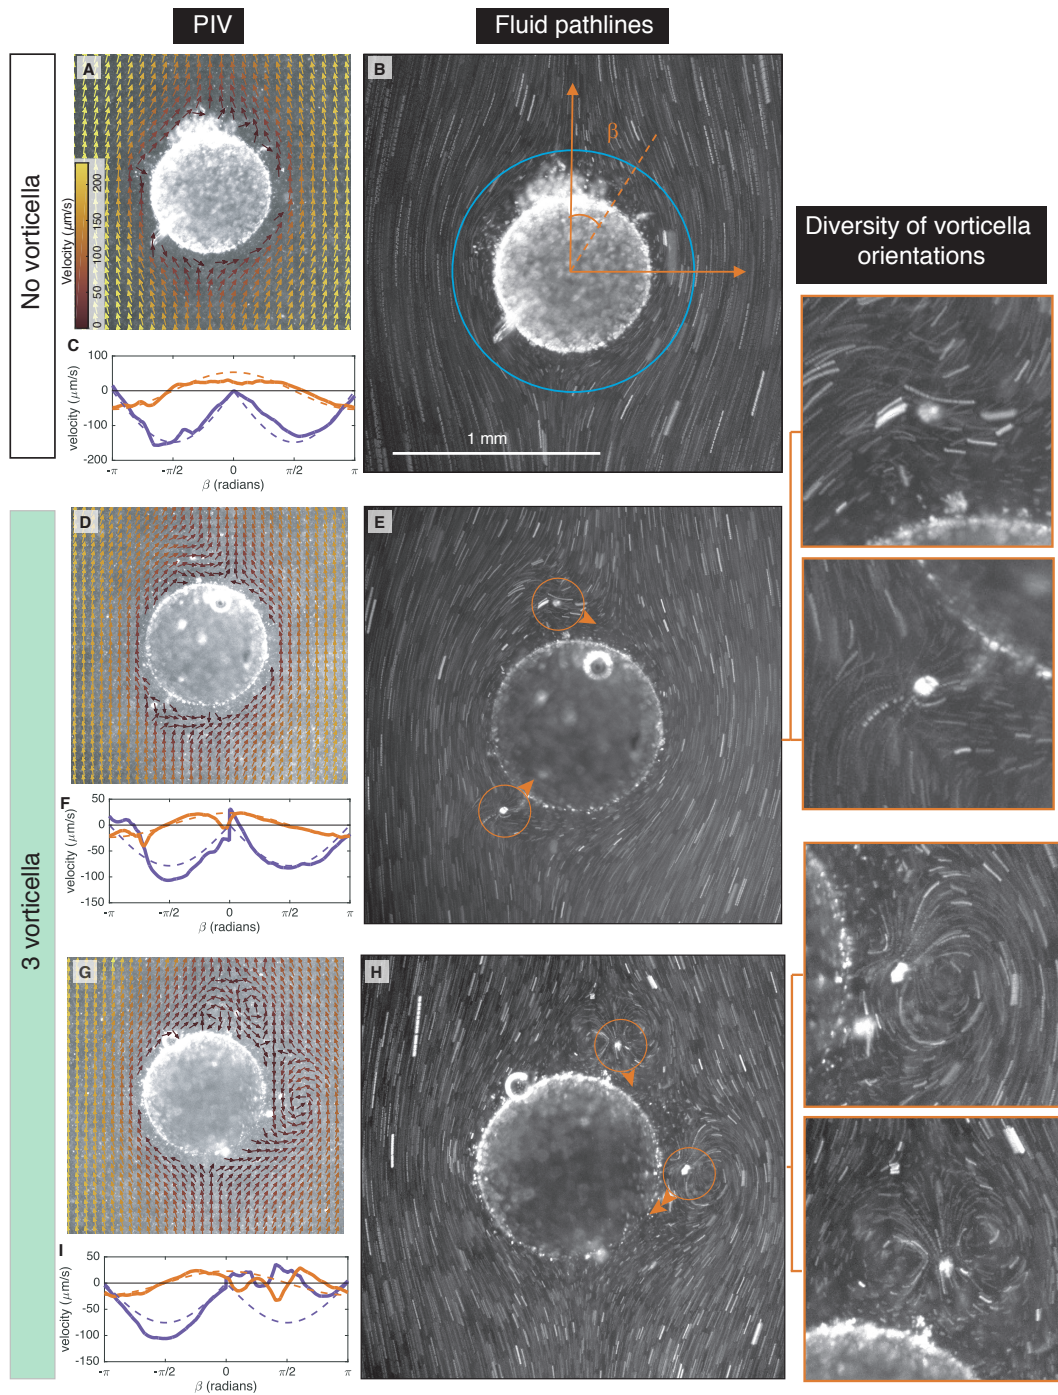 PIV
Fluid pathlines
No vorticella
A
Velocity (μm/s)
0
50
100
150
200
B
β
1 mm
Diversity of vorticella
orientations
C
velocity (μm/s)
100
0
-100
-200
-π
-π/2
0
π/2
π
β (radians)
3 vorticella
D
E
F
velocity (μm/s)
50
0
-50
-100
-150
-π
-π/2
0
π/2
π
β (radians)
G
H
I
velocity (μm/s)
50
0
-50
-100
-150
-π
-π/2
0
π/2
π
β (radians)